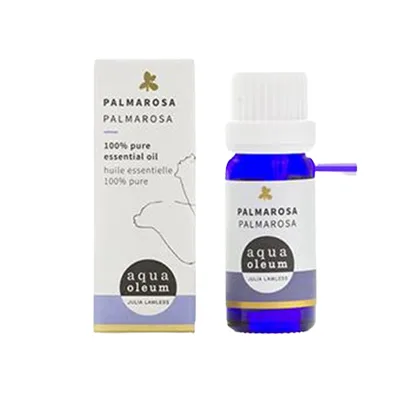 PALMAROSA
PALMAROSA
100% pure
essential oil
huile essentielle
100% pure
aqua
oleum
JULIA LAWLESS
PALMAROSA
PALMAROSA
aqua
oleum
JULIA LAWLESS